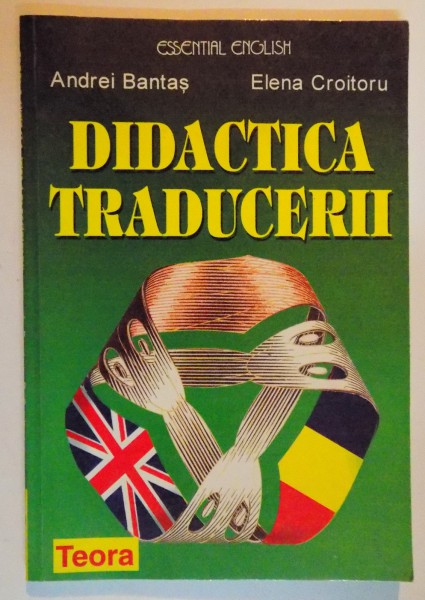 ESSENTIAL ENGLISH
Andrei Bantaș Elena Croitoru
DIDACTICA
TRADUCERII
Teora